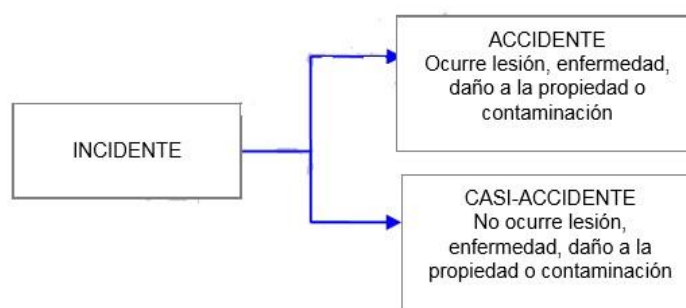 ACCIDENTE
Ocurre lesión, enfermedad,
daño a la propiedad o
contaminación
INCIDENTE
CASI-ACCIDENTE
No ocurre lesión,
enfermedad, daño a la
propiedad o contaminación